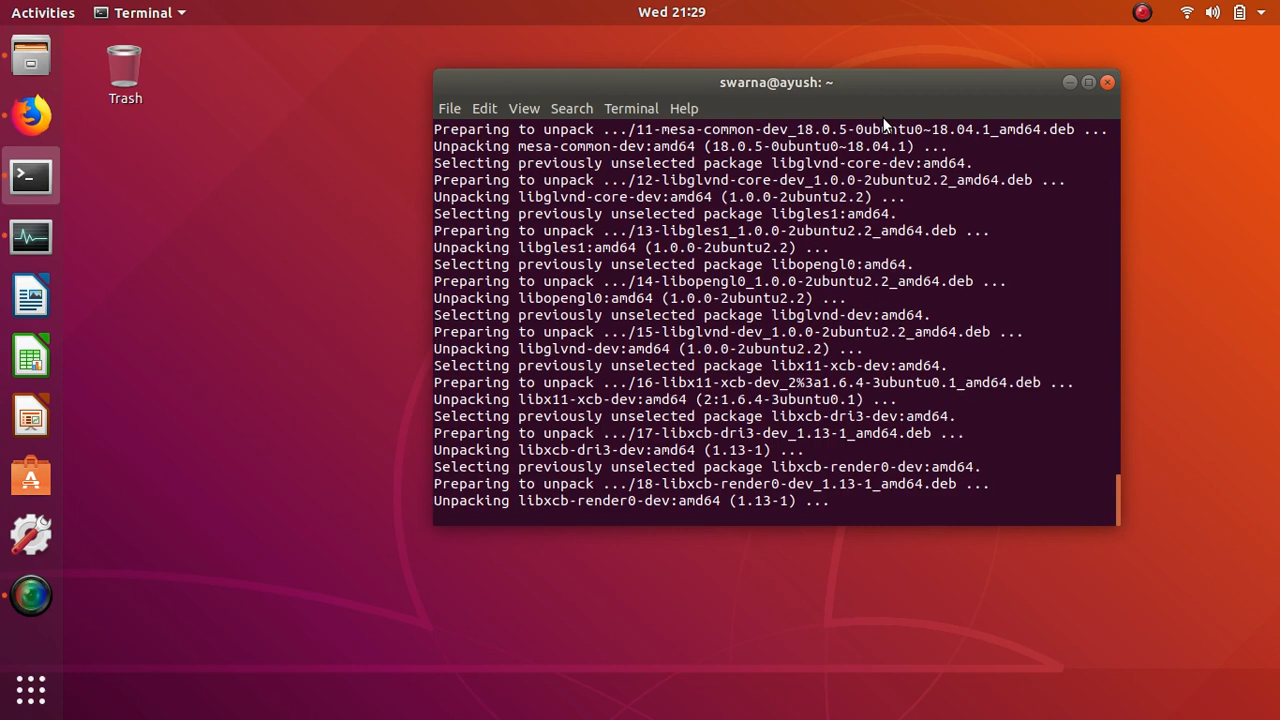 Activities
Terminal
Wed 21:29
Trash
swarna@ayush: ~
File Edit View Search Terminal Help
Preparing to unpack .../11-mesa-common-dev_18.0.5-0ubuntu0~18.04.1_amd64.deb ...
Unpacking mesa-common-dev:amd64 (18.0.5-0ubuntu0~18.04.1) ...
Selecting previously unselected package libglvnd-core-dev:amd64.
Preparing to unpack .../12-libglvnd-core-dev_1.0.0-2ubuntu2.2_amd64.deb ...
Unpacking libglvnd-core-dev:amd64 (1.0.0-2ubuntu2.2) ...
Selecting previously unselected package libgles1:amd64.
Preparing to unpack .../13-libgles1_1.0.0-2ubuntu2.2_amd64.deb ...
Unpacking libgles1:amd64 (1.0.0-2ubuntu2.2) ...
Selecting previously unselected package libopengl0:amd64.
Preparing to unpack .../14-libopengl0_1.0.0-2ubuntu2.2_amd64.deb ...
Unpacking libopengl0:amd64 (1.0.0-2ubuntu2.2) ...
Selecting previously unselected package libglvnd-dev:amd64.
Preparing to unpack .../15-libglvnd-dev_1.0.0-2ubuntu2.2_amd64.deb ...
Unpacking libglvnd-dev:amd64 (1.0.0-2ubuntu2.2) ...
Selecting previously unselected package libx11-xcb-dev:amd64.
Preparing to unpack .../16-libx11-xcb-dev_2%3a1.6.4-3ubuntu0.1_amd64.deb ...
Unpacking libx11-xcb-dev:amd64 (2:1.6.4-3ubuntu0.1) ...
Selecting previously unselected package libxcb-dri3-dev:amd64.
Preparing to unpack .../17-libxcb-dri3-dev_1.13-1_amd64.deb ...
Unpacking libxcb-dri3-dev:amd64 (1.13-1) ...
Selecting previously unselected package libxcb-render0-dev:amd64.
Preparing to unpack .../18-libxcb-render0-dev_1.13-1_amd64.deb ...
Unpacking libxcb-render0-dev:amd64 (1.13-1) ...